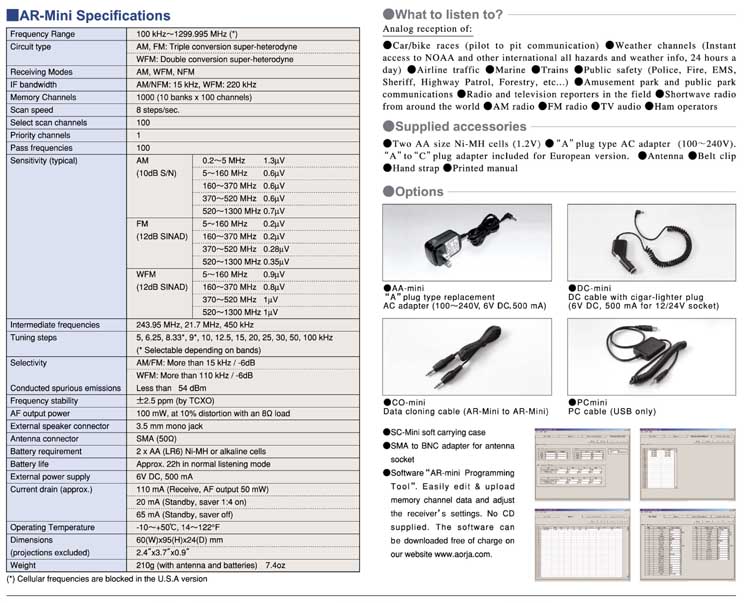 ■AR-Mini Specifications
Frequency Range 100 kHz～1299.995 MHz (*)
Circuit type AM, FM: Triple conversion super-heterodyne
WFM: Double conversion super-heterodyne
Receiving Modes AM, WFM, NFM
IF bandwidth AM/NFM: 15 kHz, WFM: 220 kHz
Memory Channels 1000 (10 banks x 100 channels)
Scan speed 8 steps/sec.
Select scan channels 100
Priority channels 1
Pass frequencies 100
Sensitivity (typical) AM 0.2～5 MHz 1.3μV
(10dB S/N) 5～160 MHz 0.6μV
160～370 MHz 0.6μV
370～520 MHz 0.6μV
520～1300 MHz 0.7μV
FM 5～160 MHz 0.2μV
(12dB SINAD) 160～370 MHz 0.2μV
370～520 MHz 0.28μV
520～1300 MHz 0.35μV
WFM 5～160 MHz 0.9μV
(12dB SINAD) 160～370 MHz 0.8μV
370～520 MHz 1μV
520～1300 MHz 1μV
Intermediate frequencies 243.95 MHz, 21.7 MHz, 450 kHz
Tuning steps 5, 6.25, 8.33*, 9*, 10, 12.5, 15, 20, 25, 30, 50, 100 kHz
(* Selectable depending on bands)
Selectivity AM/FM: More than 15 kHz / -6dB
WFM: More than 110 kHz / -6dB
Conducted spurious emissions Less than 54 dBm
Frequency stability ±2.5 ppm (by TCXO)
AF output power 100 mW, at 10% distortion with an 8Ω load
External speaker connector 3.5 mm mono jack
Antenna connector SMA (50Ω)
Battery requirement 2 x AA (LR6) Ni-MH or alkaline cells
Battery life Approx. 22h in normal listening mode
External power supply 6V DC, 500 mA
Current drain (approx.) 110 mA (Receive, AF output 50 mW)
20 mA (Standby, saver 1:4 on)
65 mA (Standby, saver off)
Operating Temperature -10～+50℃, 14～122°F
Dimensions 60(W)x95(H)x24(D) mm
(projections excluded) 2.4"x3.7"x0.9"
Weight 210g (with antenna and batteries) 7.4oz
(*) Cellular frequencies are blocked in the U.S.A version
●What to listen to?
Analog reception of:
●Car/bike races (pilot to pit communication) ●Weather channels (Instant
access to NOAA and other international all hazards and weather info, 24 hours a
day) ●Airline traffic ●Marine ●Trains ●Public safety (Police, Fire, EMS,
Sheriff, Highway Patrol, Forestry, etc...) ●Amusement park and public park
communications ●Radio and television reporters in the field ●Shortwave radio
from around the world ●AM radio ●FM radio ●TV audio ●Ham operators
●Supplied accessories
●Two AA size Ni-MH cells (1.2V) ●"A" plug type AC adapter (100～240V).
"A" to "C" plug adapter included for European version. ●Antenna ●Belt clip
●Hand strap ●Printed manual
●Options
●AA-mini
"A" plug type replacement
AC adapter (100～240V, 6V DC, 500 mA)
●DC-mini
DC cable with cigar-lighter plug
(6V DC, 500 mA for 12/24V socket)
●CO-mini
Data cloning cable (AR-Mini to AR-Mini)
●PCmini
PC cable (USB only)
●SC-Mini soft carrying case
●SMA to BNC adapter for antenna
socket
●Software "AR-mini Programming
Tool". Easily edit & upload
memory channel data and adjust
the receiver's settings. No CD
supplied. The software can
be downloaded free of charge on
our website www.aorja.com.